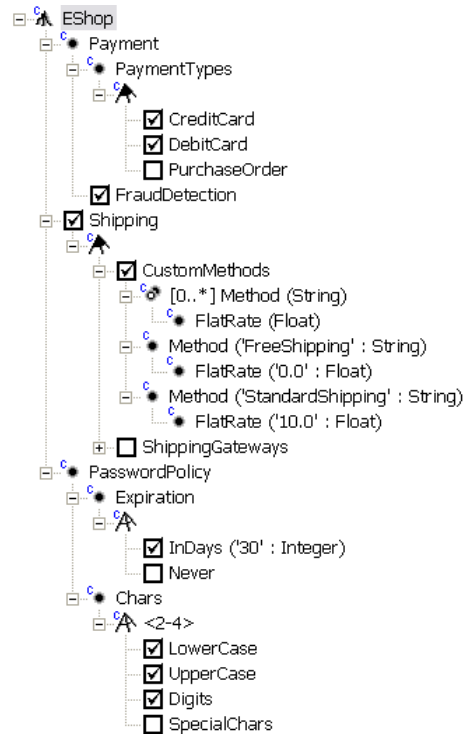 EShop
Payment
PaymentTypes
CreditCard
DebitCard
PurchaseOrder
FraudDetection
Shipping
CustomMethods
[0..*] Method (String)
FlatRate (Float)
Method ('FreeShipping' : String)
FlatRate ('0.0' : Float)
Method ('StandardShipping' : String)
FlatRate ('10.0' : Float)
ShippingGateways
PasswordPolicy
Expiration
InDays ('30' : Integer)
Never
Chars
<2-4>
LowerCase
UpperCase
Digits
SpecialChars